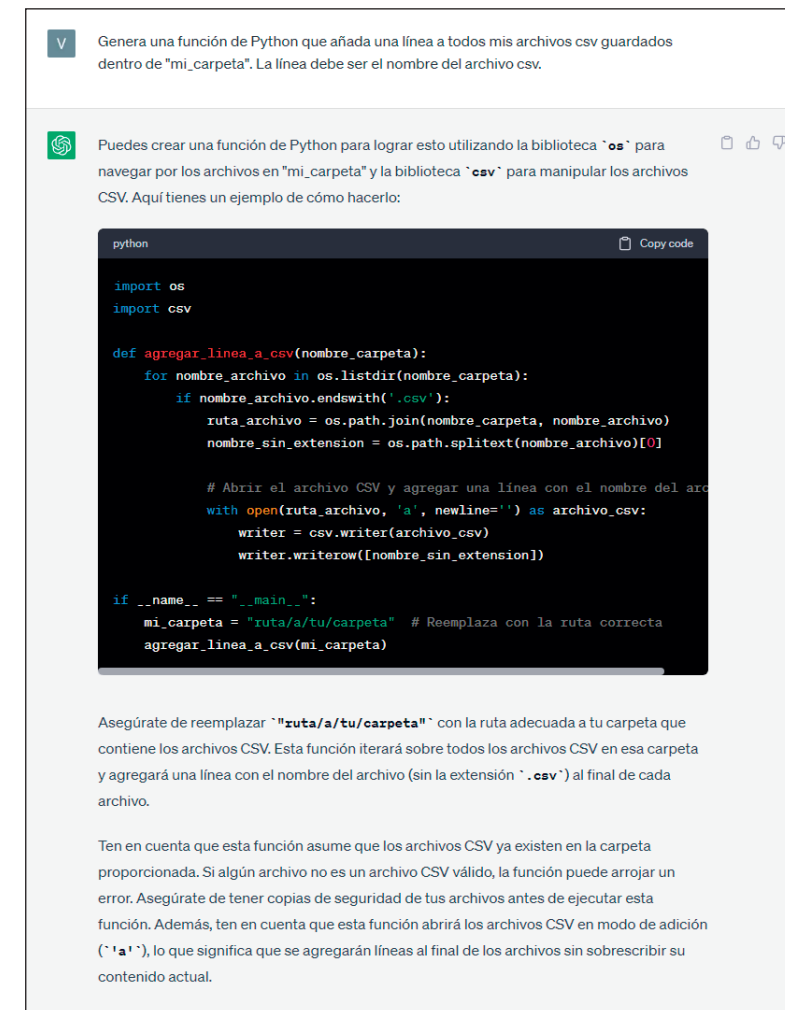 V
Genera una función de Python que añada una línea a todos mis archivos csv guardados
dentro de "mi_carpeta". La línea debe ser el nombre del archivo csv.
Puedes crear una función de Python para lograr esto utilizando la biblioteca `os` para
navegar por los archivos en "mi_carpeta" y la biblioteca `csv` para manipular los archivos
CSV. Aquí tienes un ejemplo de cómo hacerlo:
python Copy code
import os
import csv
def agregar_linea_a_csv(nombre_carpeta):
    for nombre_archivo in os.listdir(nombre_carpeta):
        if nombre_archivo.endswith('.csv'):
            ruta_archivo = os.path.join(nombre_carpeta, nombre_archivo)
            nombre_sin_extension = os.path.splitext(nombre_archivo)[0]
            # Abrir el archivo CSV y agregar una línea con el nombre del arc
            with open(ruta_archivo, 'a', newline='') as archivo_csv:
                writer = csv.writer(archivo_csv)
                writer.writerow([nombre_sin_extension])
if __name__ == "__main__":
    mi_carpeta = "ruta/a/tu/carpeta"  # Reemplaza con la ruta correcta
    agregar_linea_a_csv(mi_carpeta)
Asegúrate de reemplazar `"ruta/a/tu/carpeta"` con la ruta adecuada a tu carpeta que
contiene los archivos CSV. Esta función iterará sobre todos los archivos CSV en esa carpeta
y agregará una línea con el nombre del archivo (sin la extensión `.csv`) al final de cada
archivo.
Ten en cuenta que esta función asume que los archivos CSV ya existen en la carpeta
proporcionada. Si algún archivo no es un archivo CSV válido, la función puede arrojar un
error. Asegúrate de tener copias de seguridad de tus archivos antes de ejecutar esta
función. Además, ten en cuenta que esta función abrirá los archivos CSV en modo de adición
(`'a'`), lo que significa que se agregarán líneas al final de los archivos sin sobrescribir su
contenido actual.